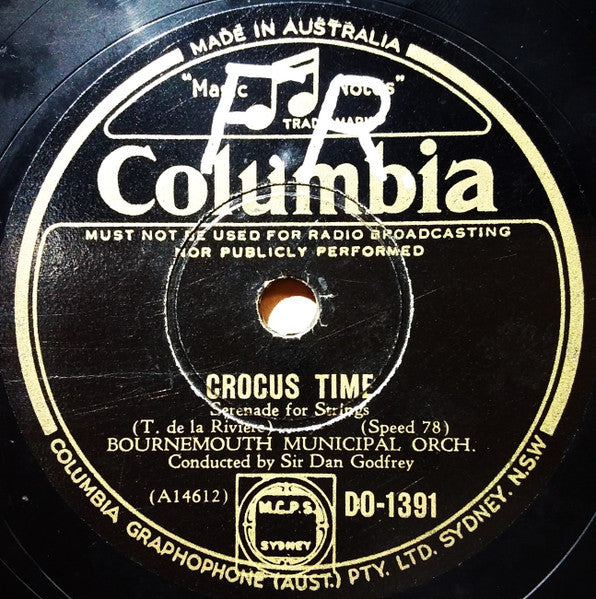 MADE IN AUSTRALIA
"Magic Notes"
TRADE MARK
FR
Columbia
MUST NOT BE USED FOR RADIO BROADCASTING
NOR PUBLICLY PERFORMED
CROCUS TIME
Serenade for Strings
(T. de la Riviere) (Speed 78)
BOURNEMOUTH MUNICIPAL ORCH.
Conducted by Sir Dan Godfrey
(A14612) DO-1391
M.C.P.S.
SYDNEY
COLUMBIA GRAPHOPHONE (AUST.) PTY. LTD. SYDNEY. N.S.W